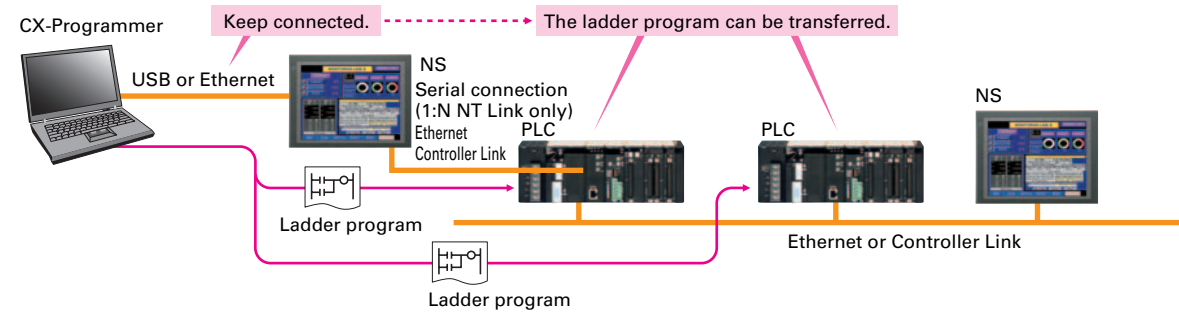 CX-Programmer
Keep connected.
The ladder program can be transferred.
USB or Ethernet
NS
Serial connection
(1:N NT Link only)
Ethernet
Controller Link
PLC
PLC
NS
Ladder program
Ethernet or Controller Link
Ladder program